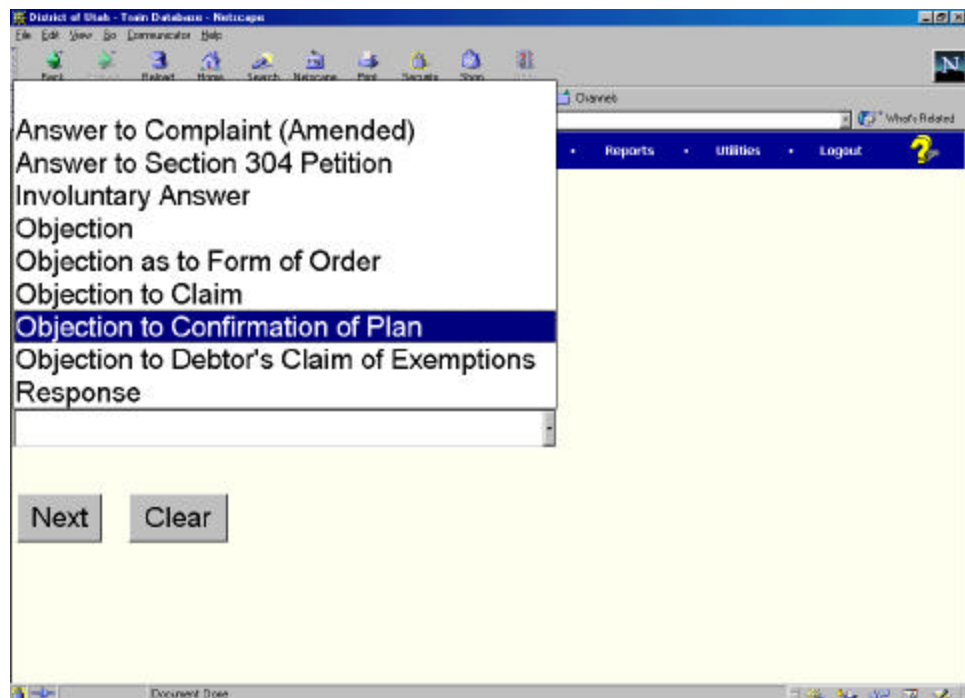 District of Utah - Train Database - Netscape
File Edit View Go Communicator Help
Back Reload Home Search Netscape Print Security Shop
Channels
What's Related
• Reports • Utilities • Logout ?
Answer to Complaint (Amended)
Answer to Section 304 Petition
Involuntary Answer
Objection
Objection as to Form of Order
Objection to Claim
Objection to Confirmation of Plan
Objection to Debtor's Claim of Exemptions
Response
Next Clear
Document Done